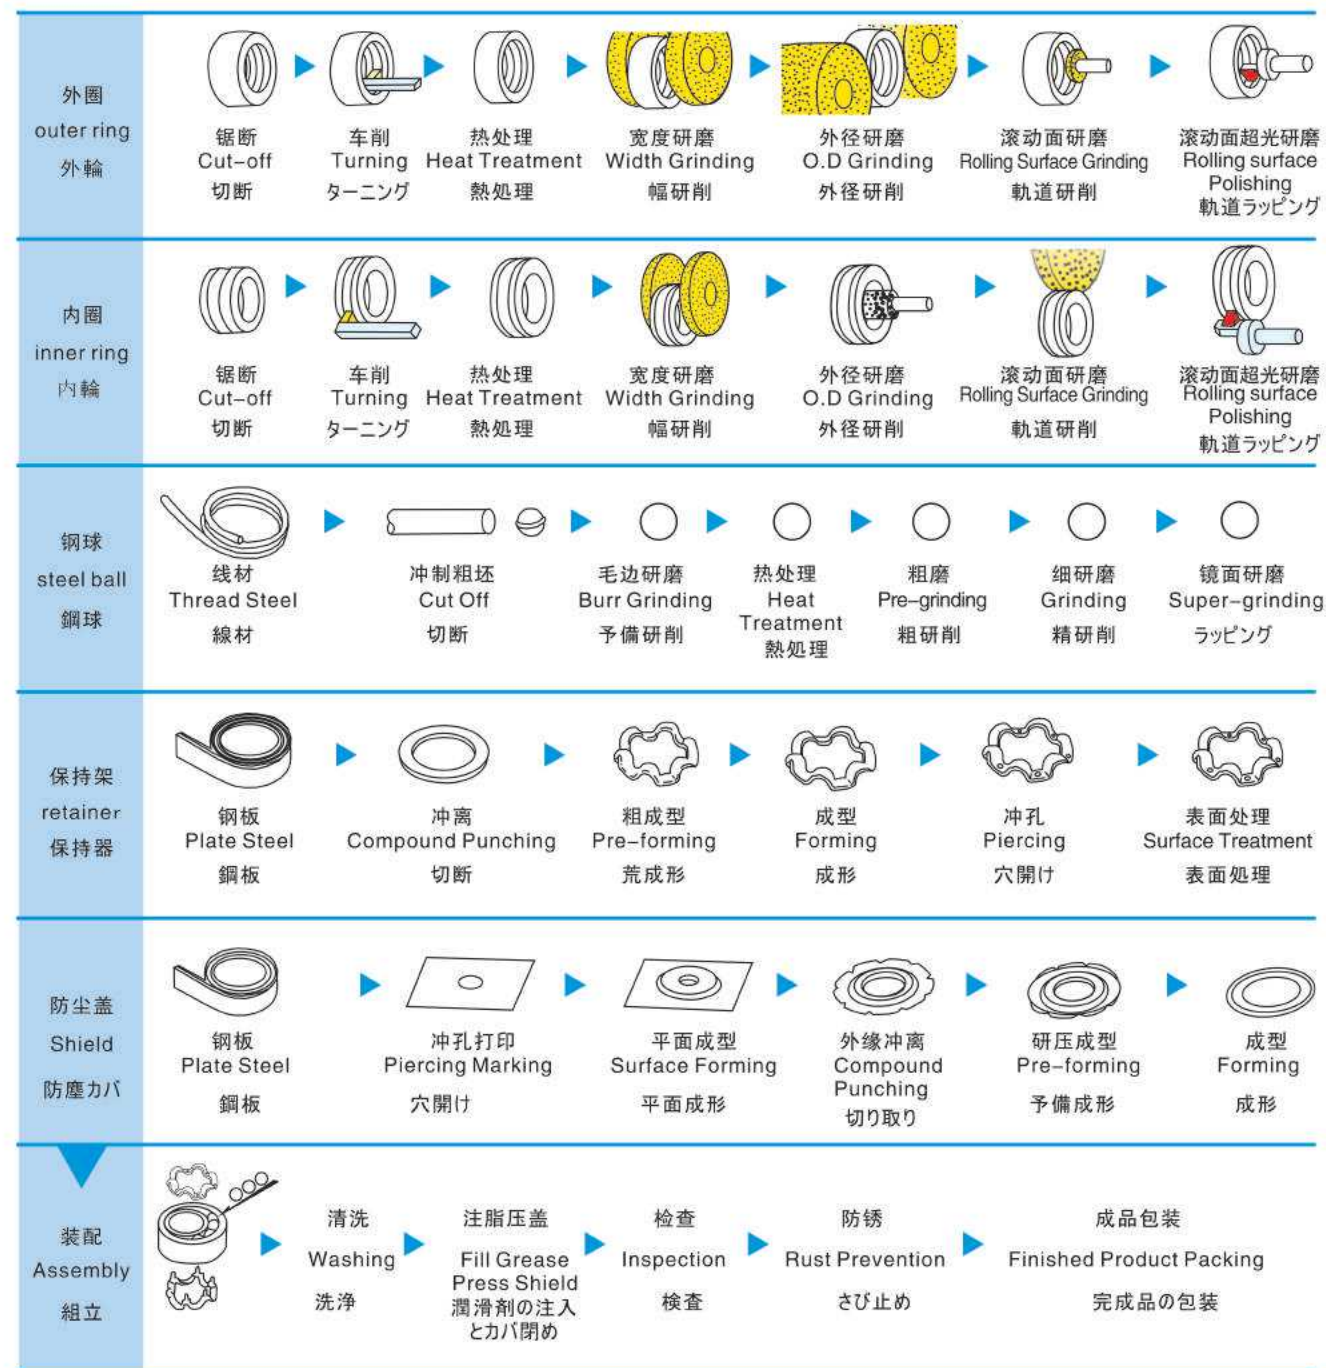 外圈
outer ring
外輪
锯断
Cut-off
切断
车削
Turning
ターニング
热处理
Heat Treatment
熱処理
宽度研磨
Width Grinding
幅研削
外径研磨
O.D Grinding
外径研削
滚动面研磨
Rolling Surface Grinding
軌道研削
滚动面超光研磨
Rolling surface
Polishing
軌道ラッピング
内圈
inner ring
内輪
锯断
Cut-off
切断
车削
Turning
ターニング
热处理
Heat Treatment
熱処理
宽度研磨
Width Grinding
幅研削
外径研磨
O.D Grinding
外径研削
滚动面研磨
Rolling Surface Grinding
軌道研削
滚动面超光研磨
Rolling surface
Polishing
軌道ラッピング
钢球
steel ball
鋼球
线材
Thread Steel
線材
冲制粗坯
Cut Off
切断
毛边研磨
Burr Grinding
予備研削
热处理
Heat
Treatment
熱処理
粗磨
Pre-grinding
粗研削
细研磨
Grinding
精研削
镜面研磨
Super-grinding
ラッピング
保持架
retainer
保持器
钢板
Plate Steel
鋼板
冲离
Compound Punching
切断
粗成型
Pre-forming
荒成形
成型
Forming
成形
冲孔
Piercing
穴開け
表面处理
Surface Treatment
表面処理
防尘盖
Shield
防塵カバ
钢板
Plate Steel
鋼板
冲孔打印
Piercing Marking
穴開け
平面成型
Surface Forming
平面成形
外缘冲离
Compound
Punching
切り取り
研压成型
Pre-forming
予備成形
成型
Forming
成形
装配
Assembly
組立
清洗
Washing
洗浄
注脂压盖
Fill Grease
Press Shield
潤滑剤の注入
とカバ閉め
检查
Inspection
検査
防锈
Rust Prevention
さび止め
成品包装
Finished Product Packing
完成品の包装